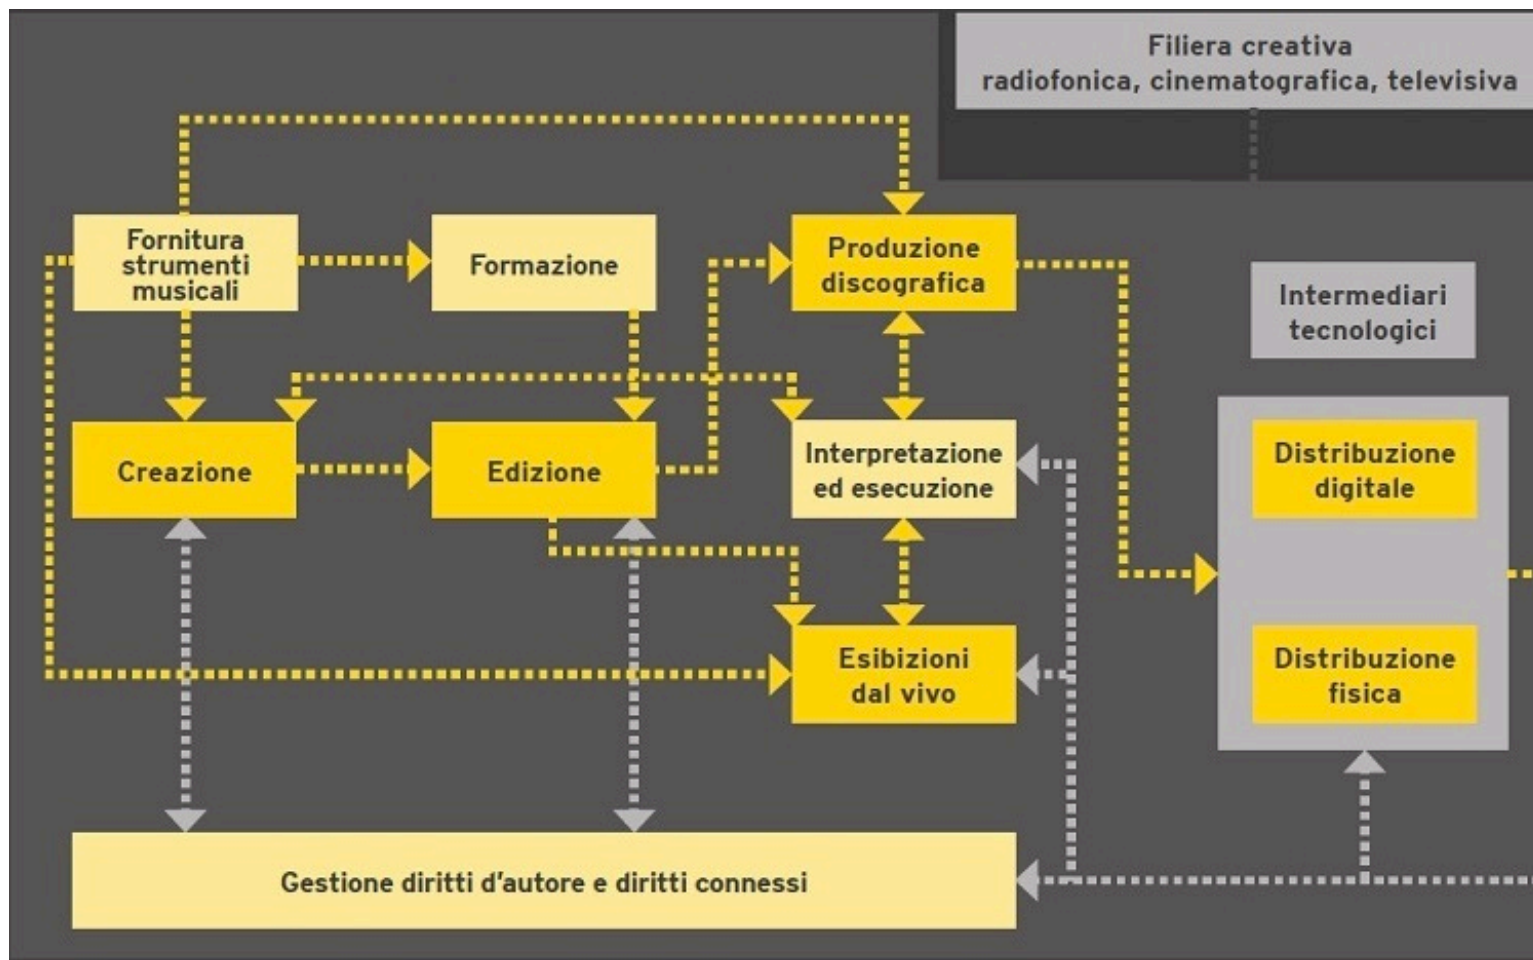 Filiera creativa
radiofonica, cinematografica, televisiva
Fornitura
strumenti
musicali
Formazione
Produzione
discografica
Intermediari
tecnologici
Creazione
Edizione
Interpretazione
ed esecuzione
Distribuzione
digitale
Esibizioni
dal vivo
Distribuzione
fisica
Gestione diritti d'autore e diritti connessi